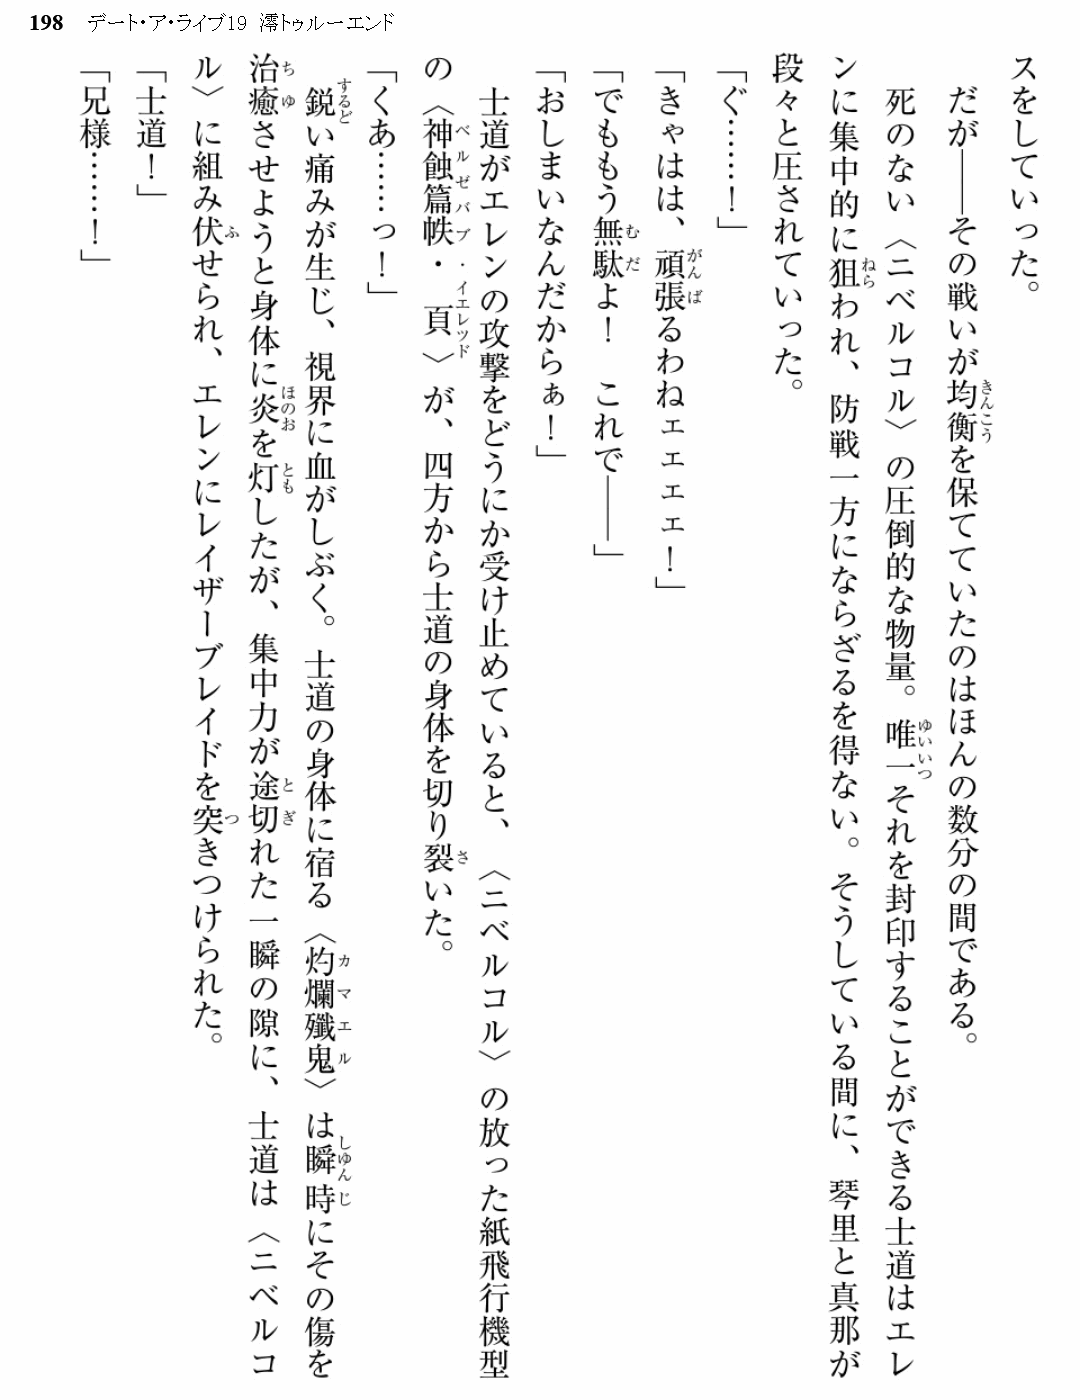 198 デート・ア・ライブ19 澪トゥルーエンド
スをしていった。
だが――その戦いが均衡を保てていたのはほんの数分の間である。
死のない〈ニベルコル〉の圧倒的な物量。唯一それを封印することができる士道はエレ
ンに集中的に狙われ、防戦一方にならざるを得ない。そうしている間に、琴里と真那が
段々と圧されていった。
「ぐ……！」
「きゃはは、頑張るわねェェェェ！」
「でももう無駄よ！　これで――」
「おしまいなんだからぁ！」
士道がエレンの攻撃をどうにか受け止めていると、〈ニベルコル〉の放った紙飛行機型
の〈神蝕篇帙・頁〉が、四方から士道の身体を切り裂いた。
「くあ……っ！」
鋭い痛みが生じ、視界に血がしぶく。士道の身体に宿る〈灼爛殲鬼〉は瞬時にその傷を
治癒させようと身体に炎を灯したが、集中力が途切れた一瞬の隙に、士道は〈ニベルコ
ル〉に組み伏せられ、エレンにレイザーブレイドを突きつけられた。
「士道！」
「兄様……！」